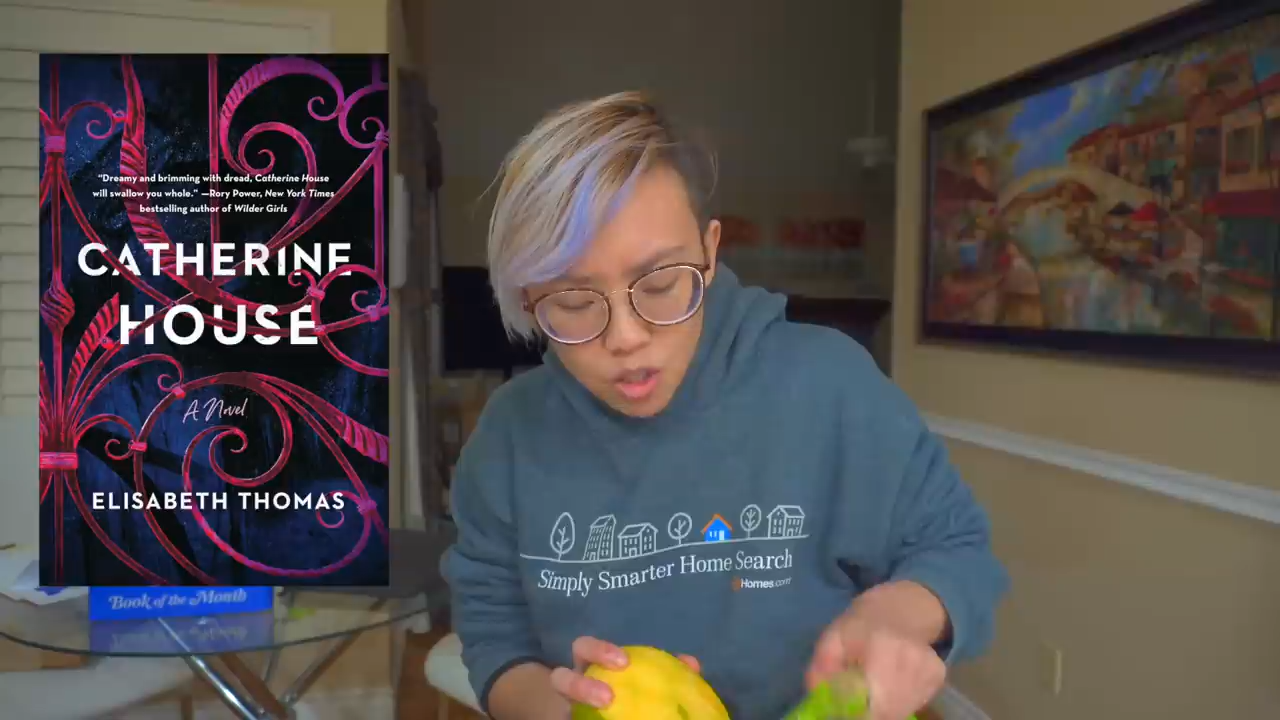 “Dreamy and brimming with dread, Catherine House
will swallow you whole.” —Rory Power, New York Times
bestselling author of Wilder Girls
CATHERINE
HOUSE
A Novel
ELISABETH THOMAS
Book of the Month
Simply Smarter Home Search
Homes.com